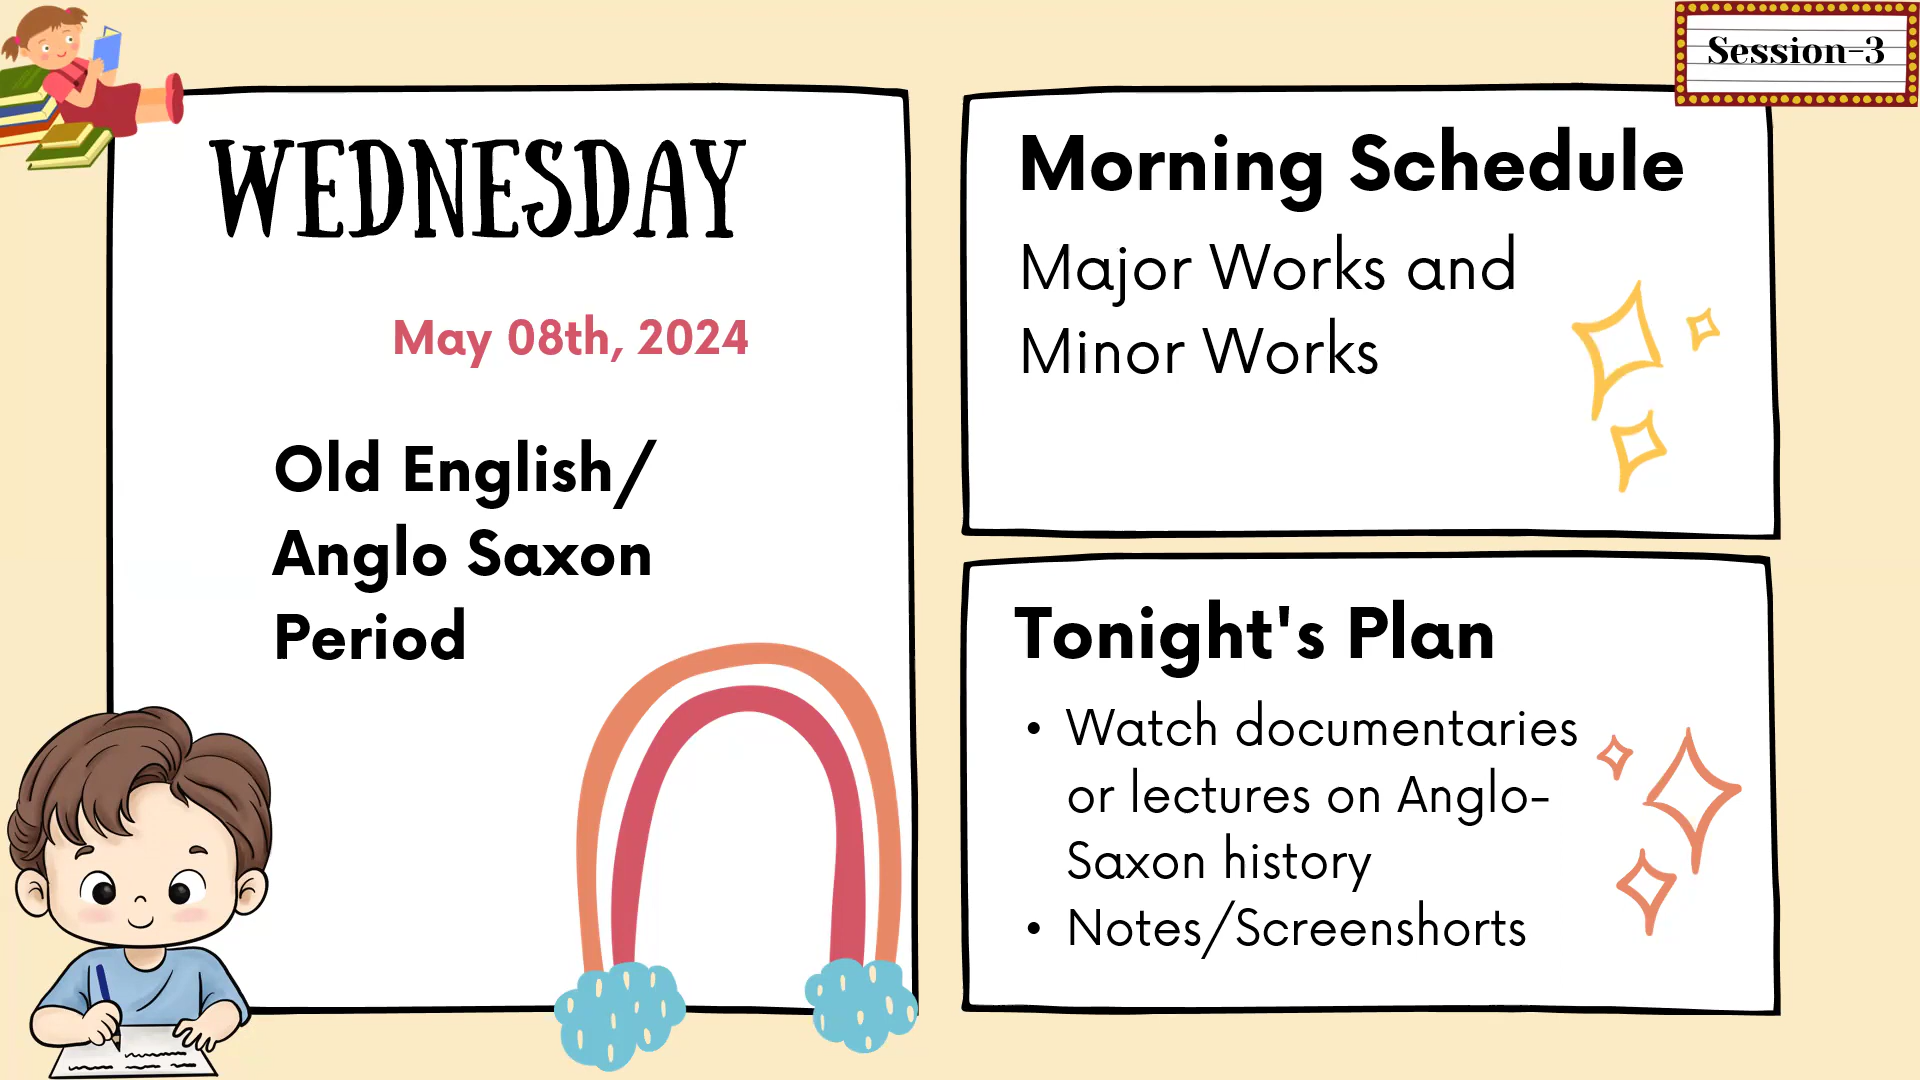 Session-3
WEDNESDAY
May 08th, 2024
Old English/
Anglo Saxon
Period
Morning Schedule
Major Works and
Minor Works
Tonight's Plan
• Watch documentaries
or lectures on Anglo-
Saxon history
• Notes/Screenshorts